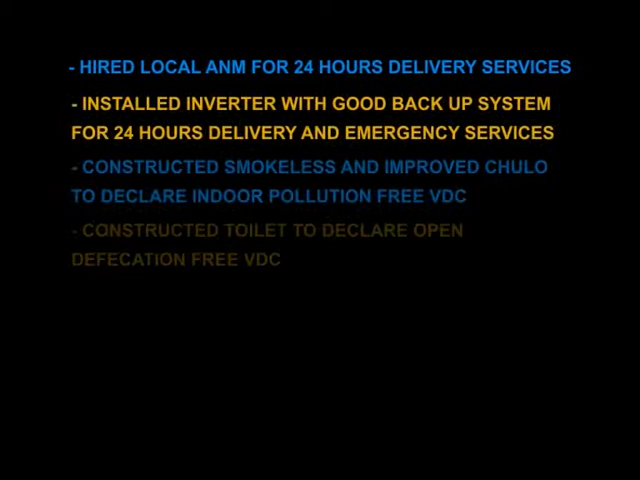 - HIRED LOCAL ANM FOR 24 HOURS DELIVERY SERVICES
- INSTALLED INVERTER WITH GOOD BACK UP SYSTEM
FOR 24 HOURS DELIVERY AND EMERGENCY SERVICES
- CONSTRUCTED SMOKELESS AND IMPROVED CHULO
TO DECLARE INDOOR POLLUTION FREE VDC
- CONSTRUCTED TOILET TO DECLARE OPEN
DEFECATION FREE VDC